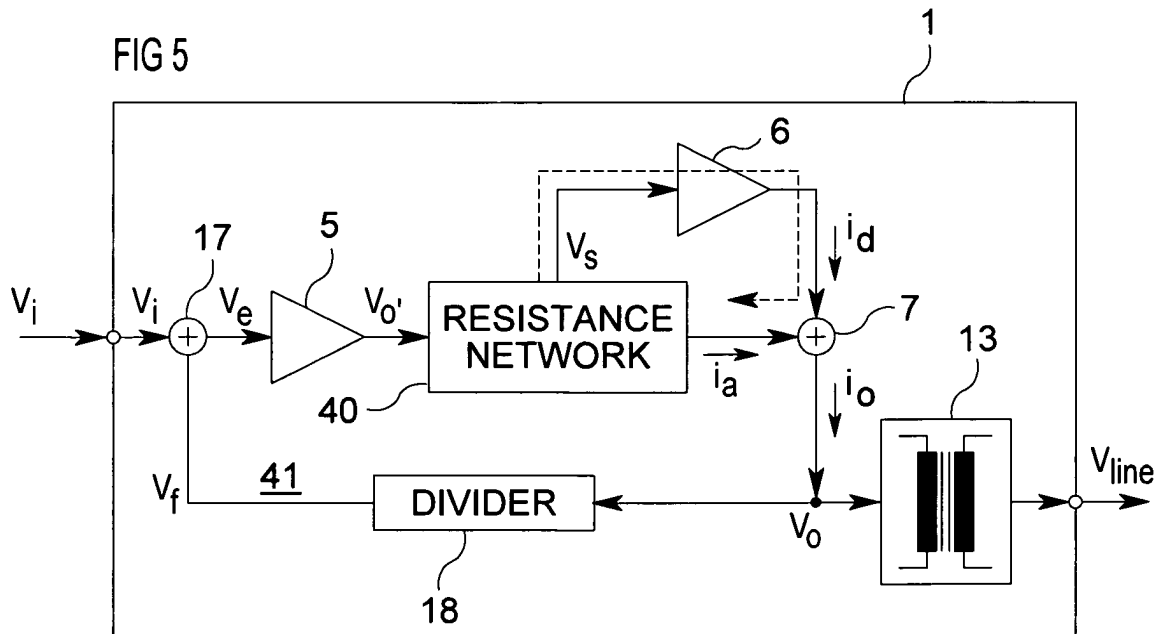 FIG 5
1
6
17
5
V_s
i_d
V_i
V_i
V_e
V_o'
RESISTANCE
NETWORK
7
40
i_a
i_o
13
V_f
41
DIVIDER
V_o
V_line
18